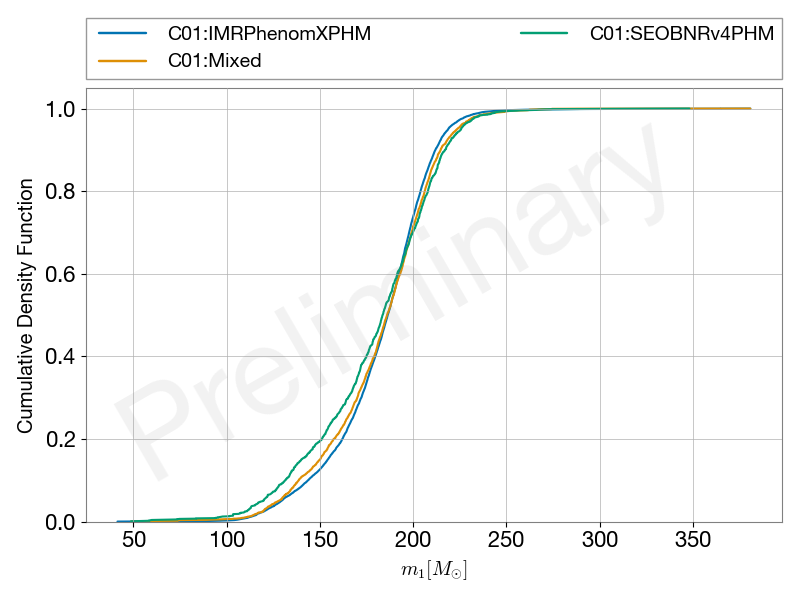 C01:IMRPhenomXPHM
C01:Mixed
C01:SEOBNRv4PHM
Preliminary
Cumulative Density Function
1.0
0.8
0.6
0.4
0.2
0.0
50 100 150 200 250 300 350
m₁[M⊙]